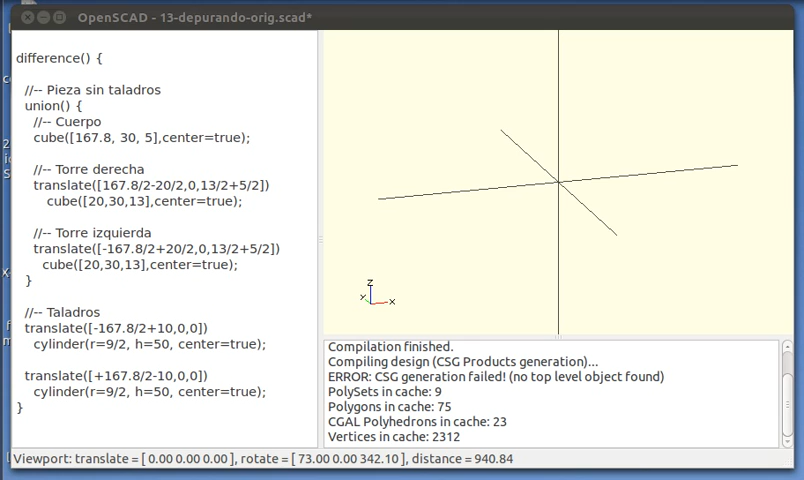 OpenSCAD - 13-depurando-orig.scad*
difference() {
//-- Pieza sin taladros
union() {
//-- Cuerpo
cube([167.8, 30, 5],center=true);
//-- Torre derecha
translate([167.8/2-20/2,0,13/2+5/2])
cube([20,30,13],center=true);
//-- Torre izquierda
translate([-167.8/2+20/2,0,13/2+5/2])
cube([20,30,13],center=true);
}
//-- Taladros
translate([-167.8/2+10,0,0])
cylinder(r=9/2, h=50, center=true);
translate([+167.8/2-10,0,0])
cylinder(r=9/2, h=50, center=true);
}
Z
Y
X
Compilation finished.
Compiling design (CSG Products generation)...
ERROR: CSG generation failed! (no top level object found)
PolySets in cache: 9
Polygons in cache: 75
CGAL Polyhedrons in cache: 23
Vertices in cache: 2312
Viewport: translate = [ 0.00 0.00 0.00 ], rotate = [ 73.00 0.00 342.10 ], distance = 940.84